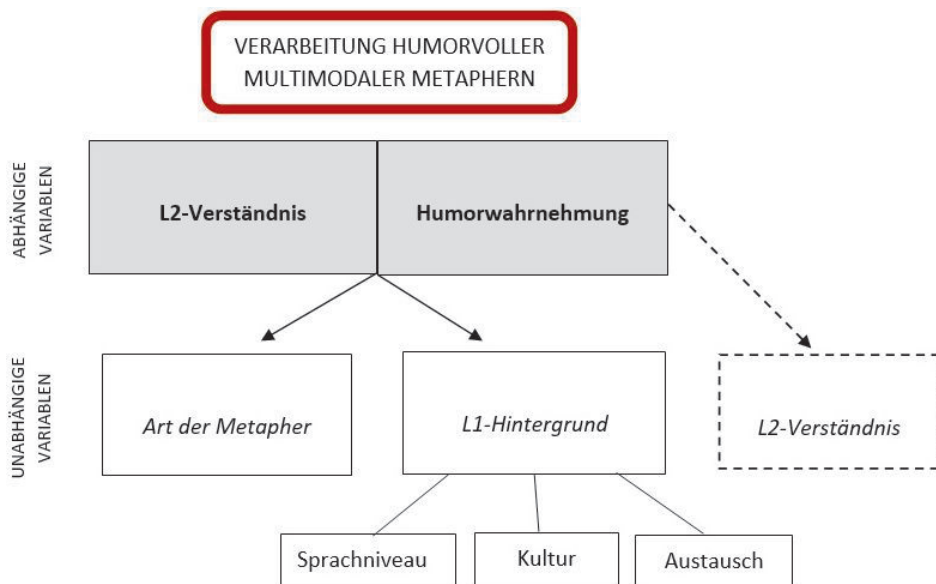 VERARBEITUNG HUMORVOLLER
MULTIMODALER METAPHERN
ABHÄNGIGE
VARIABLEN
L2-Verständnis
Humorwahrnehmung
UNABHÄNGIGE
VARIABLEN
Art der Metapher
L1-Hintergrund
L2-Verständnis
Sprachniveau
Kultur
Austausch